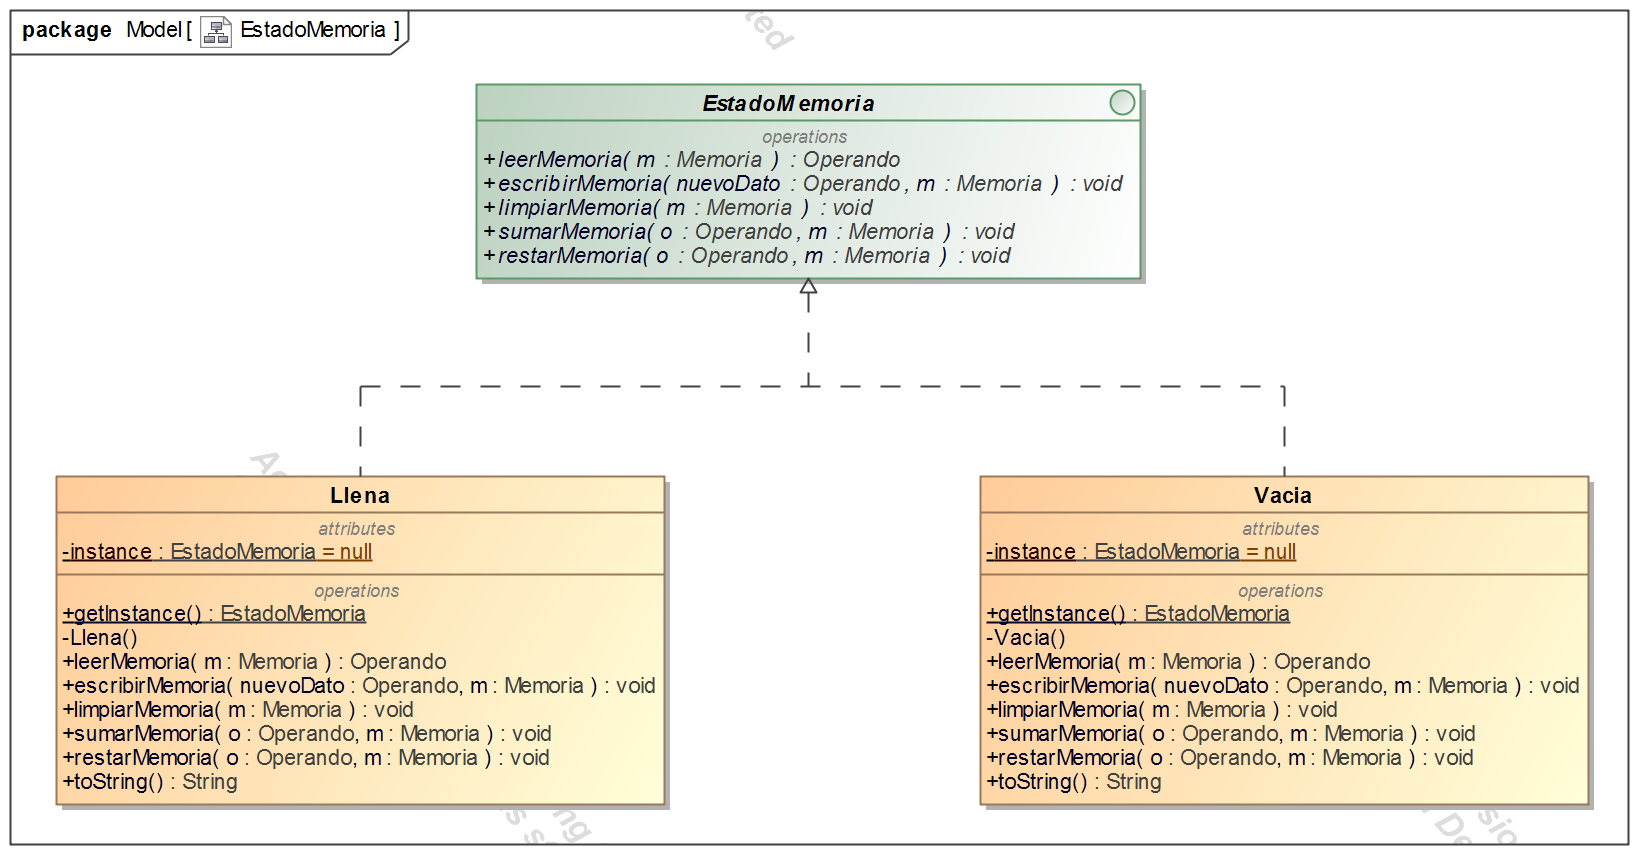 package Model [ EstadoMemoria ]
EstadoMemoria
operations
+leerMemoria( m : Memoria ) : Operando
+escribirMemoria( nuevoDato : Operando, m : Memoria ) : void
+limpiarMemoria( m : Memoria ) : void
+sumarMemoria( o : Operando, m : Memoria ) : void
+restarMemoria( o : Operando, m : Memoria ) : void
Llena
attributes
-instance : EstadoMemoria = null
operations
+getInstance() : EstadoMemoria
-Llena()
+leerMemoria( m : Memoria ) : Operando
+escribirMemoria( nuevoDato : Operando, m : Memoria ) : void
+limpiarMemoria( m : Memoria ) : void
+sumarMemoria( o : Operando, m : Memoria ) : void
+restarMemoria( o : Operando, m : Memoria ) : void
+toString() : String
Vacia
attributes
-instance : EstadoMemoria = null
operations
+getInstance() : EstadoMemoria
-Vacia()
+leerMemoria( m : Memoria ) : Operando
+escribirMemoria( nuevoDato : Operando, m : Memoria ) : void
+limpiarMemoria( m : Memoria ) : void
+sumarMemoria( o : Operando, m : Memoria ) : void
+restarMemoria( o : Operando, m : Memoria ) : void
+toString() : String